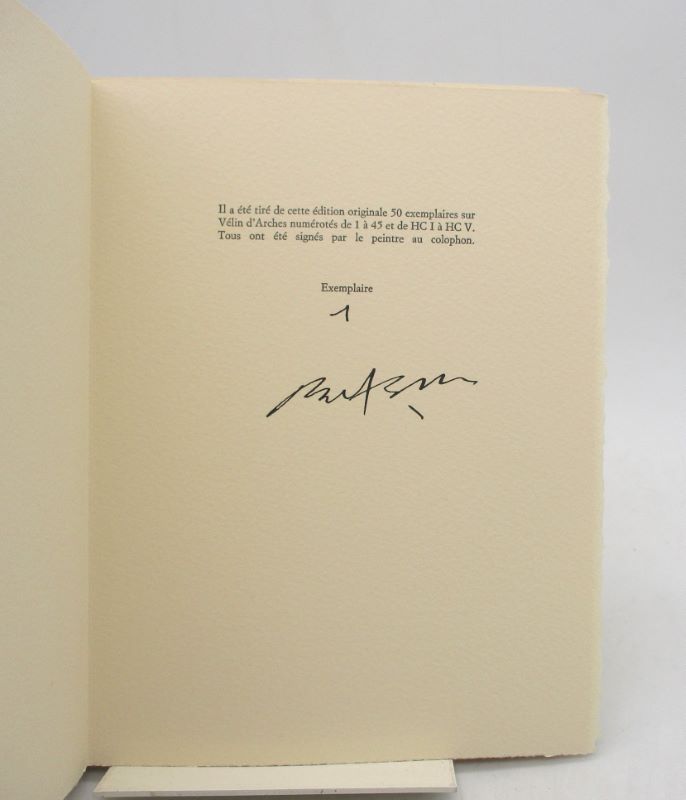 Il a été tiré de cette édition originale 50 exemplaires sur
Vélin d'Arches numérotés de 1 à 45 et de HC I à HC V.
Tous ont été signés par le peintre au colophon.
Exemplaire
1